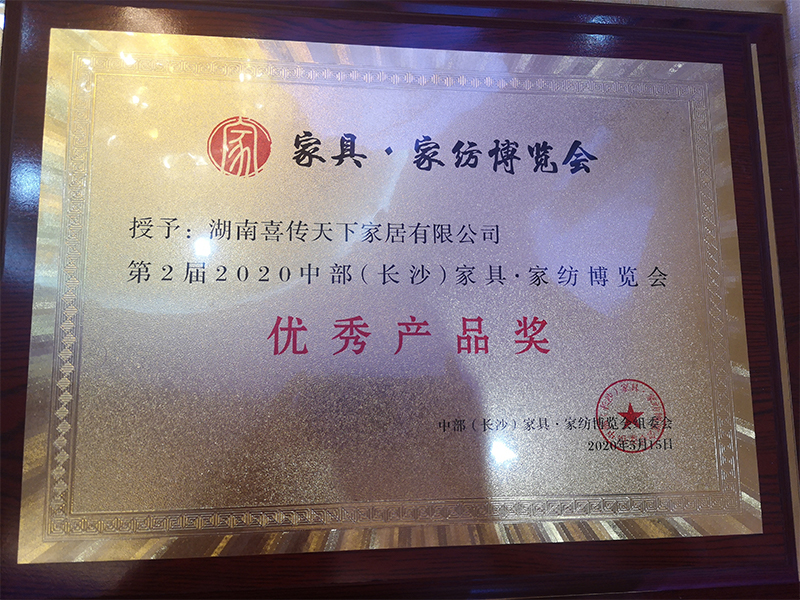 家
家具·家纺博览会
授予：湖南喜传天下家居有限公司
第2届2020中部(长沙)家具·家纺博览会
优秀产品奖
中部（长沙）家具·家纺博览会组委会
2020年5月15日